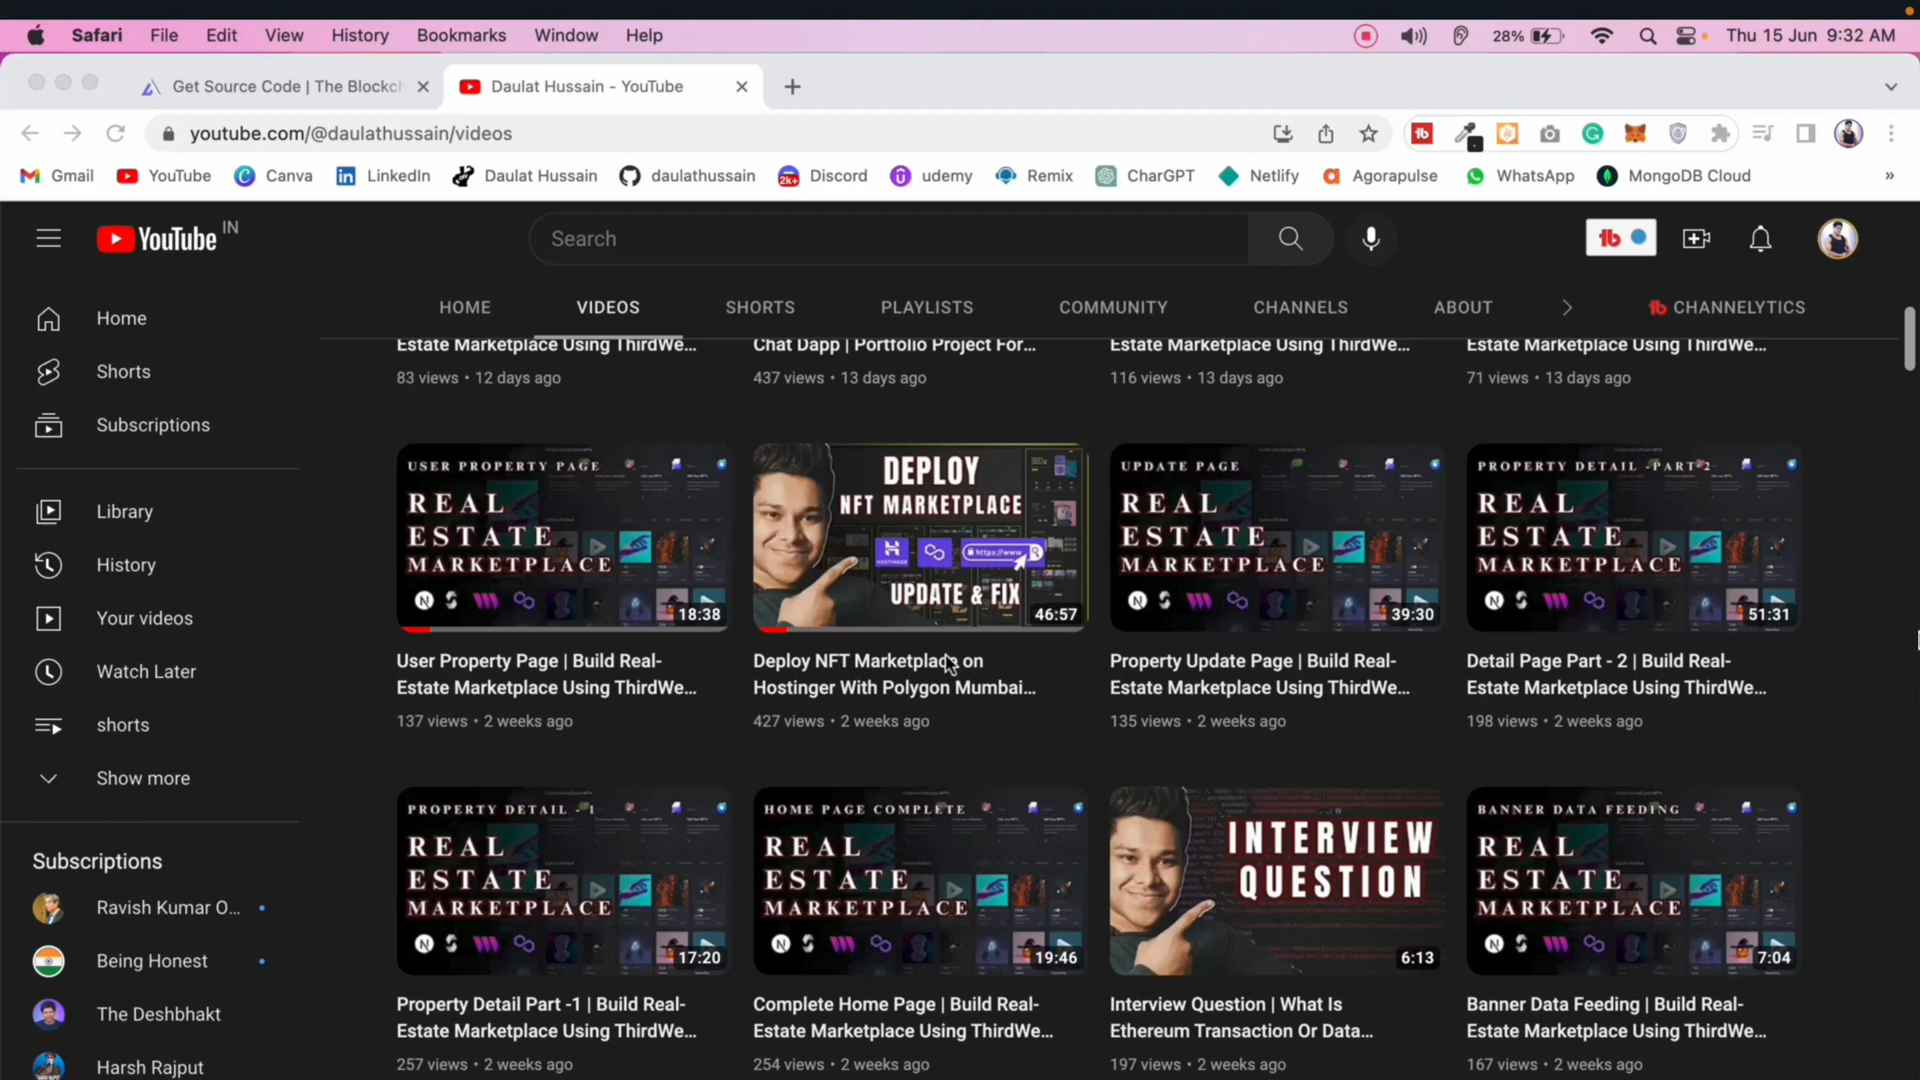 Safari File Edit View History Bookmarks Window Help 28% Thu 15 Jun 9:32 AM
Get Source Code | The Blockch Daulat Hussain - YouTube
youtube.com/@daulathussain/videos
Gmail YouTube Canva LinkedIn Daulat Hussain daulathussain 2k+ Discord udemy Remix CharGPT Netlify Agorapulse WhatsApp MongoDB Cloud »
YouTube IN
Search
HOME VIDEOS SHORTS PLAYLISTS COMMUNITY CHANNELS ABOUT CHANNELYTICS
Home
Shorts
Subscriptions
Library
History
Your videos
Watch Later
shorts
Show more
Subscriptions
Ravish Kumar O...
Being Honest
The Deshbhakt
Harsh Rajput
Estate Marketplace Using ThirdWe...
83 views • 12 days ago
Chat Dapp | Portfolio Project For...
437 views • 13 days ago
Estate Marketplace Using ThirdWe...
116 views • 13 days ago
Estate Marketplace Using ThirdWe...
71 views • 13 days ago
USER PROPERTY PAGE
REAL
ESTATE
MARKETPLACE
18:38
User Property Page | Build Real-
Estate Marketplace Using ThirdWe...
137 views • 2 weeks ago
DEPLOY
NFT MARKETPLACE
HOSTINGER
https://www
UPDATE & FIX
46:57
Deploy NFT Marketplace on
Hostinger With Polygon Mumbai...
427 views • 2 weeks ago
UPDATE PAGE
REAL
ESTATE
MARKETPLACE
39:30
Property Update Page | Build Real-
Estate Marketplace Using ThirdWe...
135 views • 2 weeks ago
PROPERTY DETAIL -PART-2
REAL
ESTATE
MARKETPLACE
51:31
Detail Page Part - 2 | Build Real-
Estate Marketplace Using ThirdWe...
198 views • 2 weeks ago
PROPERTY DETAIL - 1
REAL
ESTATE
MARKETPLACE
17:20
Property Detail Part -1 | Build Real-
Estate Marketplace Using ThirdWe...
257 views • 2 weeks ago
HOME PAGE COMPLETE
REAL
ESTATE
MARKETPLACE
19:46
Complete Home Page | Build Real-
Estate Marketplace Using ThirdWe...
254 views • 2 weeks ago
INTERVIEW
QUESTION
6:13
Interview Question | What Is
Ethereum Transaction Or Data...
197 views • 2 weeks ago
BANNER DATA FEEDING
REAL
ESTATE
MARKETPLACE
7:04
Banner Data Feeding | Build Real-
Estate Marketplace Using ThirdWe...
167 views • 2 weeks ago